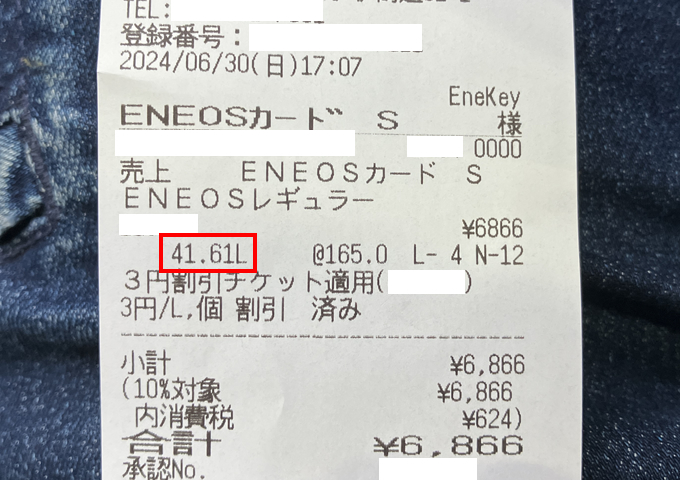 TEL:
登録番号:
2024/06/30(日)17:07
EneKey
ENEOSカード S 様
0000
売上 ENEOSカード S
ENEOSレギュラー
¥6866
41.61L @165.0 L- 4 N-12
3円割引チケット適用( )
3円/L,個 割引 済み
小計 ¥6,866
(10%対象 ¥6,866
内消費税 ¥624)
合計 ¥6,866
承認No.